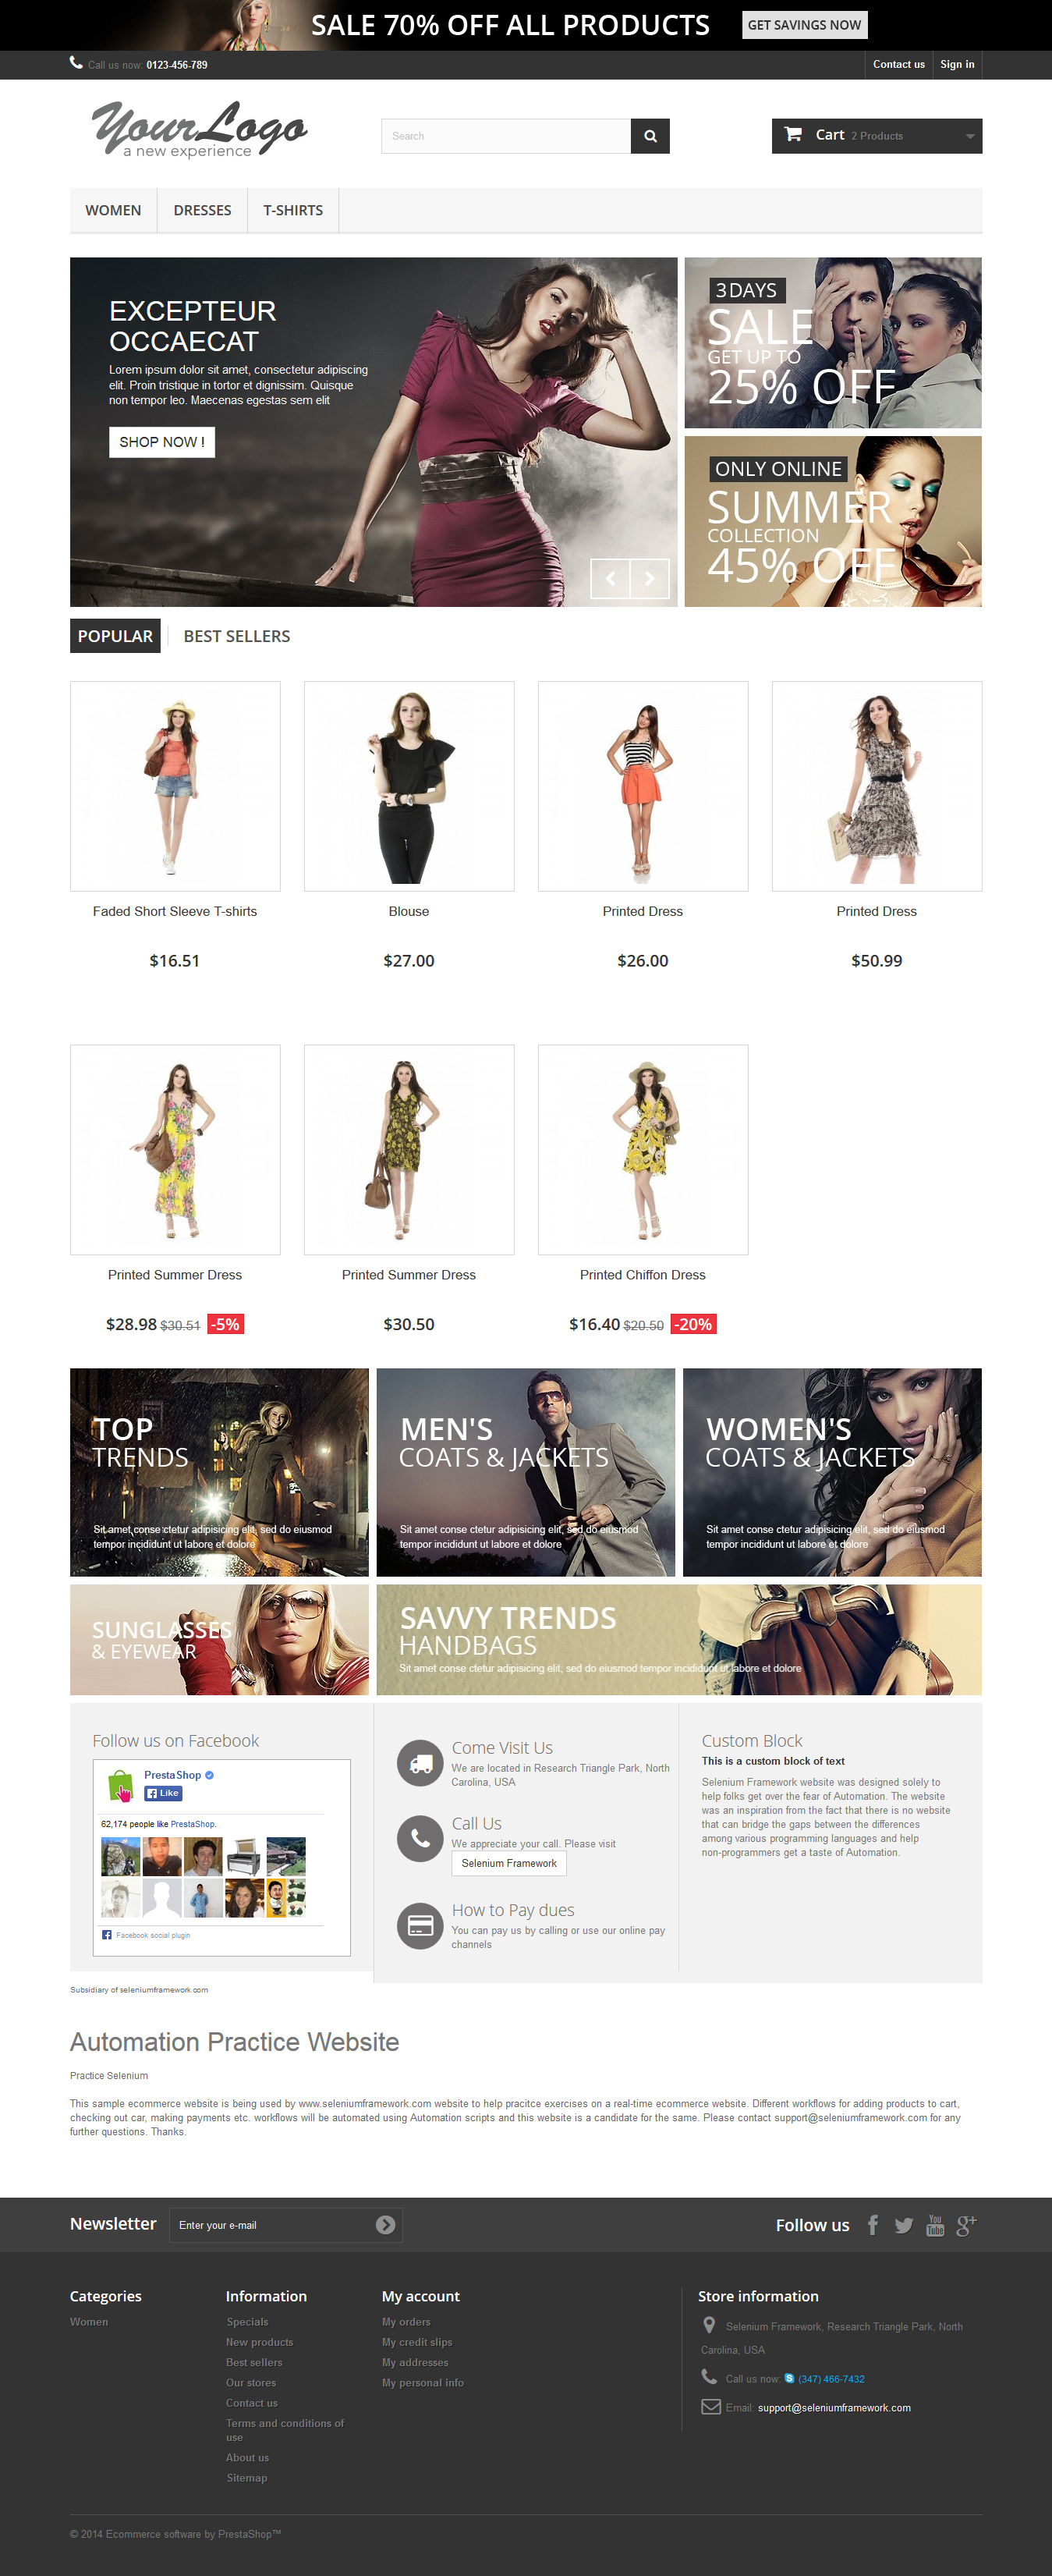 SALE 70% OFF ALL PRODUCTS GET SAVINGS NOW
Call us now: 0123-456-789 Contact us Sign in
YourLogo
a new experience
Search
Cart 2 Products
WOMEN DRESSES T-SHIRTS
EXCEPTEUR
OCCAECAT
Lorem ipsum dolor sit amet, consectetur adipiscing
elit. Proin tristique in tortor et dignissim. Quisque
non tempor leo. Maecenas egestas sem elit
SHOP NOW !
3DAYS
SALE
GET UP TO
25% OFF
ONLY ONLINE
SUMMER
COLLECTION
45% OFF
POPULAR BEST SELLERS
Faded Short Sleeve T-shirts Blouse Printed Dress Printed Dress
$16.51 $27.00 $26.00 $50.99
Printed Summer Dress Printed Summer Dress Printed Chiffon Dress
$28.98 $30.51 -5% $30.50 $16.40 $20.50 -20%
TOP
TRENDS
Sit amet conse ctetur adipisicing elit, sed do eiusmod
tempor incididunt ut labore et dolore
MEN'S
COATS & JACKETS
Sit amet conse ctetur adipisicing elit, sed do eiusmod
tempor incididunt ut labore et dolore
WOMEN'S
COATS & JACKETS
Sit amet conse ctetur adipisicing elit, sed do eiusmod
tempor incididunt ut labore et dolore
SUNGLASSES
& EYEWEAR
SAVVY TRENDS
HANDBAGS
Sit amet conse ctetur adipisicing elit, sed do eiusmod tempor incididunt ut labore et dolore
Follow us on Facebook
PrestaShop
Like
62,174 people like PrestaShop.
Facebook social plugin
Come Visit Us
We are located in Research Triangle Park, North
Carolina, USA
Call Us
We appreciate your call. Please visit
Selenium Framework
How to Pay dues
You can pay us by calling or use our online pay
channels
Custom Block
This is a custom block of text
Selenium Framework website was designed solely to
help folks get over the fear of Automation. The website
was an inspiration from the fact that there is no website
that can bridge the gaps between the differences
among various programming languages and help
non-programmers get a taste of Automation.
Subsidiary of seleniumframework.com
Automation Practice Website
Practice Selenium
This sample ecommerce website is being used by www.seleniumframework.com website to help pracitce exercises on a real-time ecommerce website. Different workflows for adding products to cart,
checking out car, making payments etc. workflows will be automated using Automation scripts and this website is a candidate for the same. Please contact support@seleniumframework.com for any
further questions. Thanks.
Newsletter Enter your e-mail
Follow us f You Tube g+
Categories
Women
Information
Specials
New products
Best sellers
Our stores
Contact us
Terms and conditions of
use
About us
Sitemap
My account
My orders
My credit slips
My addresses
My personal info
Store information
Selenium Framework, Research Triangle Park, North
Carolina, USA
Call us now: (347) 466-7432
Email: support@seleniumframework.com
© 2014 Ecommerce software by PrestaShop™